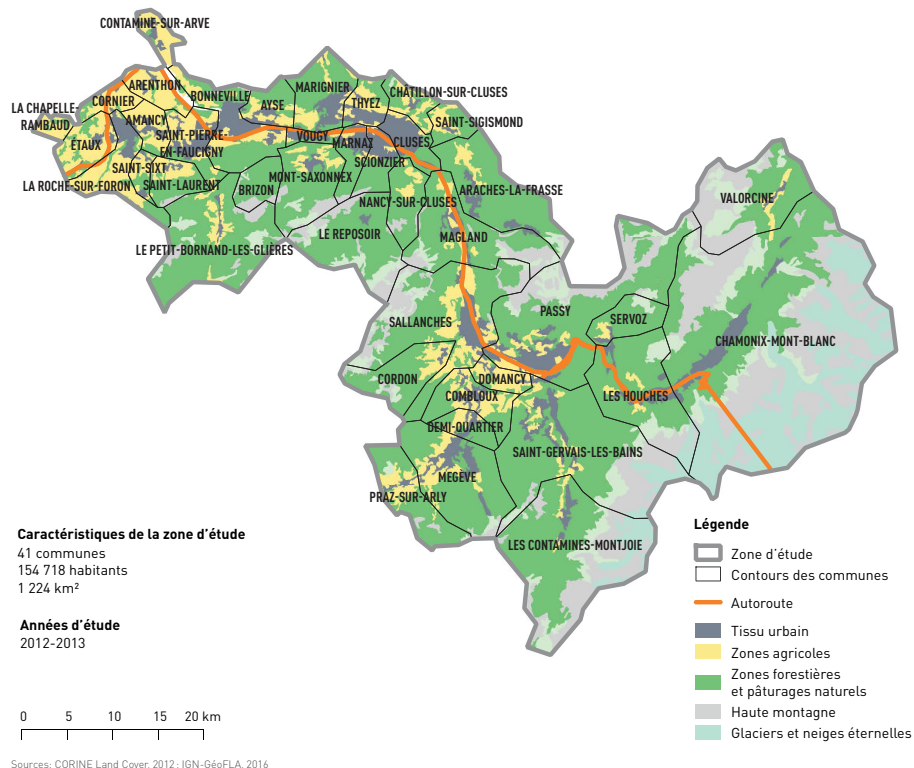 CONTAMINE-SUR-ARVE
ARENTHON
BONNEVILLE
MARIGNIER
CHÂTILLON-SUR-CLUSES
LA CHAPELLE-
RAMBAUD
CORNIER
AYSE
THYEZ
AMANCY
SAINT-SIGISMOND
ETAUX
SAINT-PIERRE-
EN-FAUCIGNY
VOUGY
MARNAZ
CLUSES
SCIONZIER
SAINT-SIXT
MONT-SAXONNEX
LA ROCHE-SUR-FORON
SAINT-LAURENT
BRIZON
ARACHES-LA-FRASSE
NANCY-SUR-CLUSES
VALORCINE
LE REPOSOIR
MAGLAND
LE PETIT-BORNAND-LES-GLIÈRES
PASSY
SALLANCHES
SERVOZ
CHAMONIX-MONT-BLANC
CORDON
DOMANCY
COMBLOUX
LES HOUCHES
DEMI-QUARTIER
SAINT-GERVAIS-LES-BAINS
MEGÈVE
PRAZ-SUR-ARLY
LES CONTAMINES-MONTJOIE
Caractéristiques de la zone d'étude
41 communes
154 718 habitants
1 224 km²
Années d'étude
2012-2013
0 5 10 15 20 km
Légende
Zone d'étude
Contours des communes
Autoroute
Tissu urbain
Zones agricoles
Zones forestières
et pâturages naturels
Haute montagne
Glaciers et neiges éternelles
Sources: CORINE Land Cover, 2012 ; IGN-GéoFLA, 2016